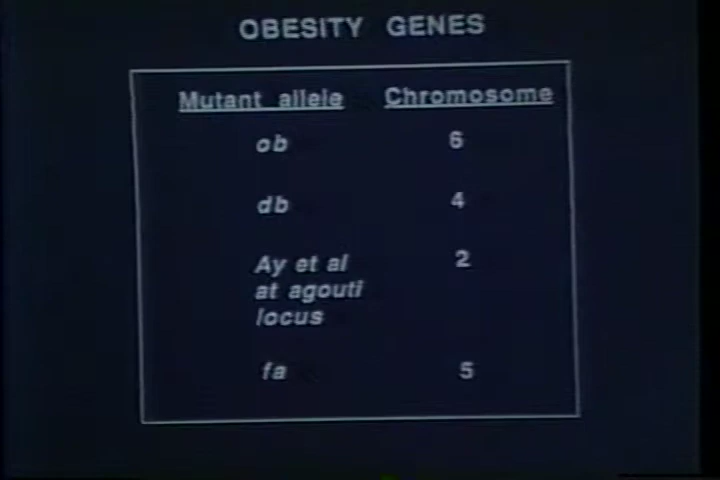 OBESITY GENES
Mutant allele Chromosome
ob 6
db 4
Ay et al 2
at agouti
locus
fa 5